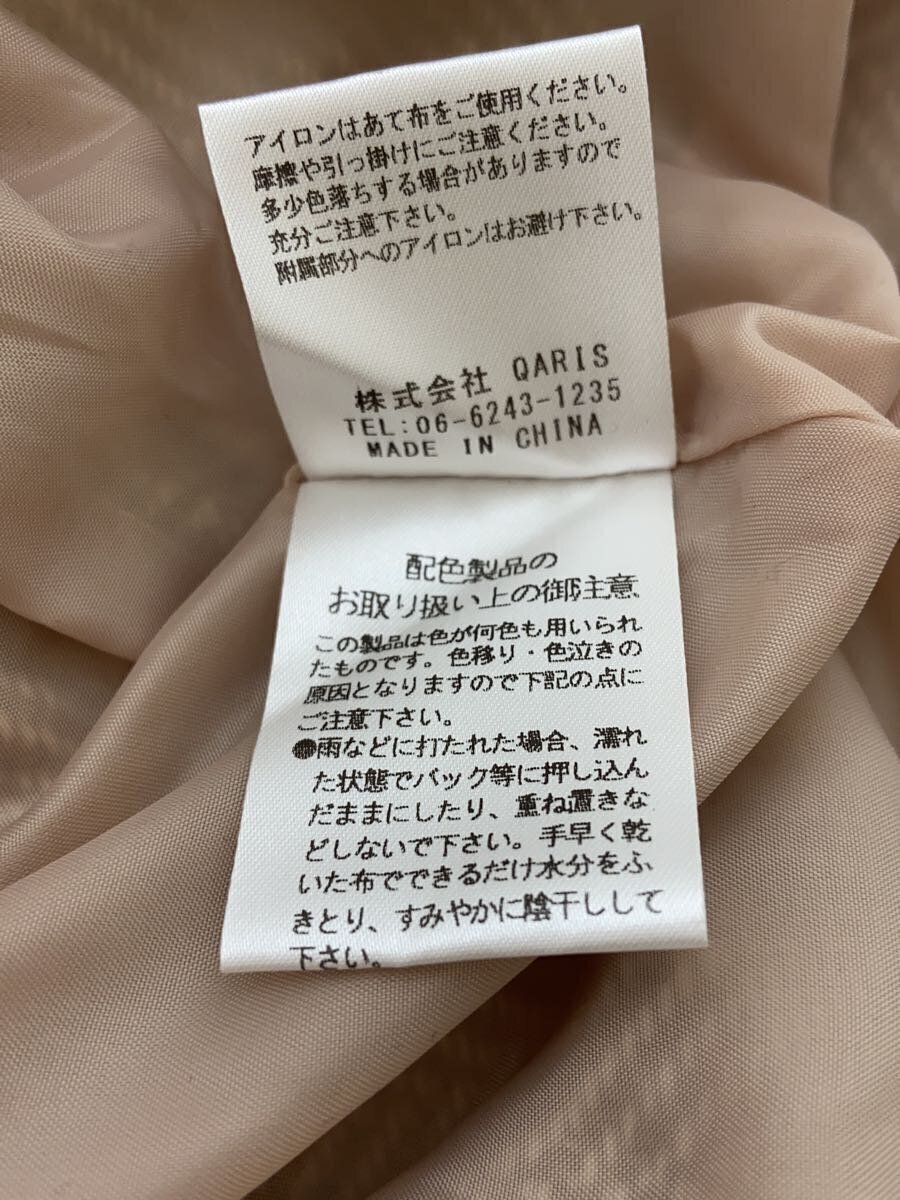 アイロンはあて布をご使用ください。
摩擦や引っ掛けにご注意ください。
多少色落ちする場合がありますので
充分ご注意下さい。
附属部分へのアイロンはお避け下さい。
株式会社 QARIS
TEL:06-6243-1235
MADE IN CHINA
配色製品の
お取り扱い上の御注意
この製品は色が何色も用いられ
たものです。色移り・色泣きの
原因となりますので下記の点に
ご注意下さい。
●雨などに打たれた場合、濡れ
た状態でバック等に押し込ん
だままにしたり、重ね置きな
どしないで下さい。手早く乾
いた布でできるだけ水分をふ
きとり、すみやかに陰干しして
下さい。